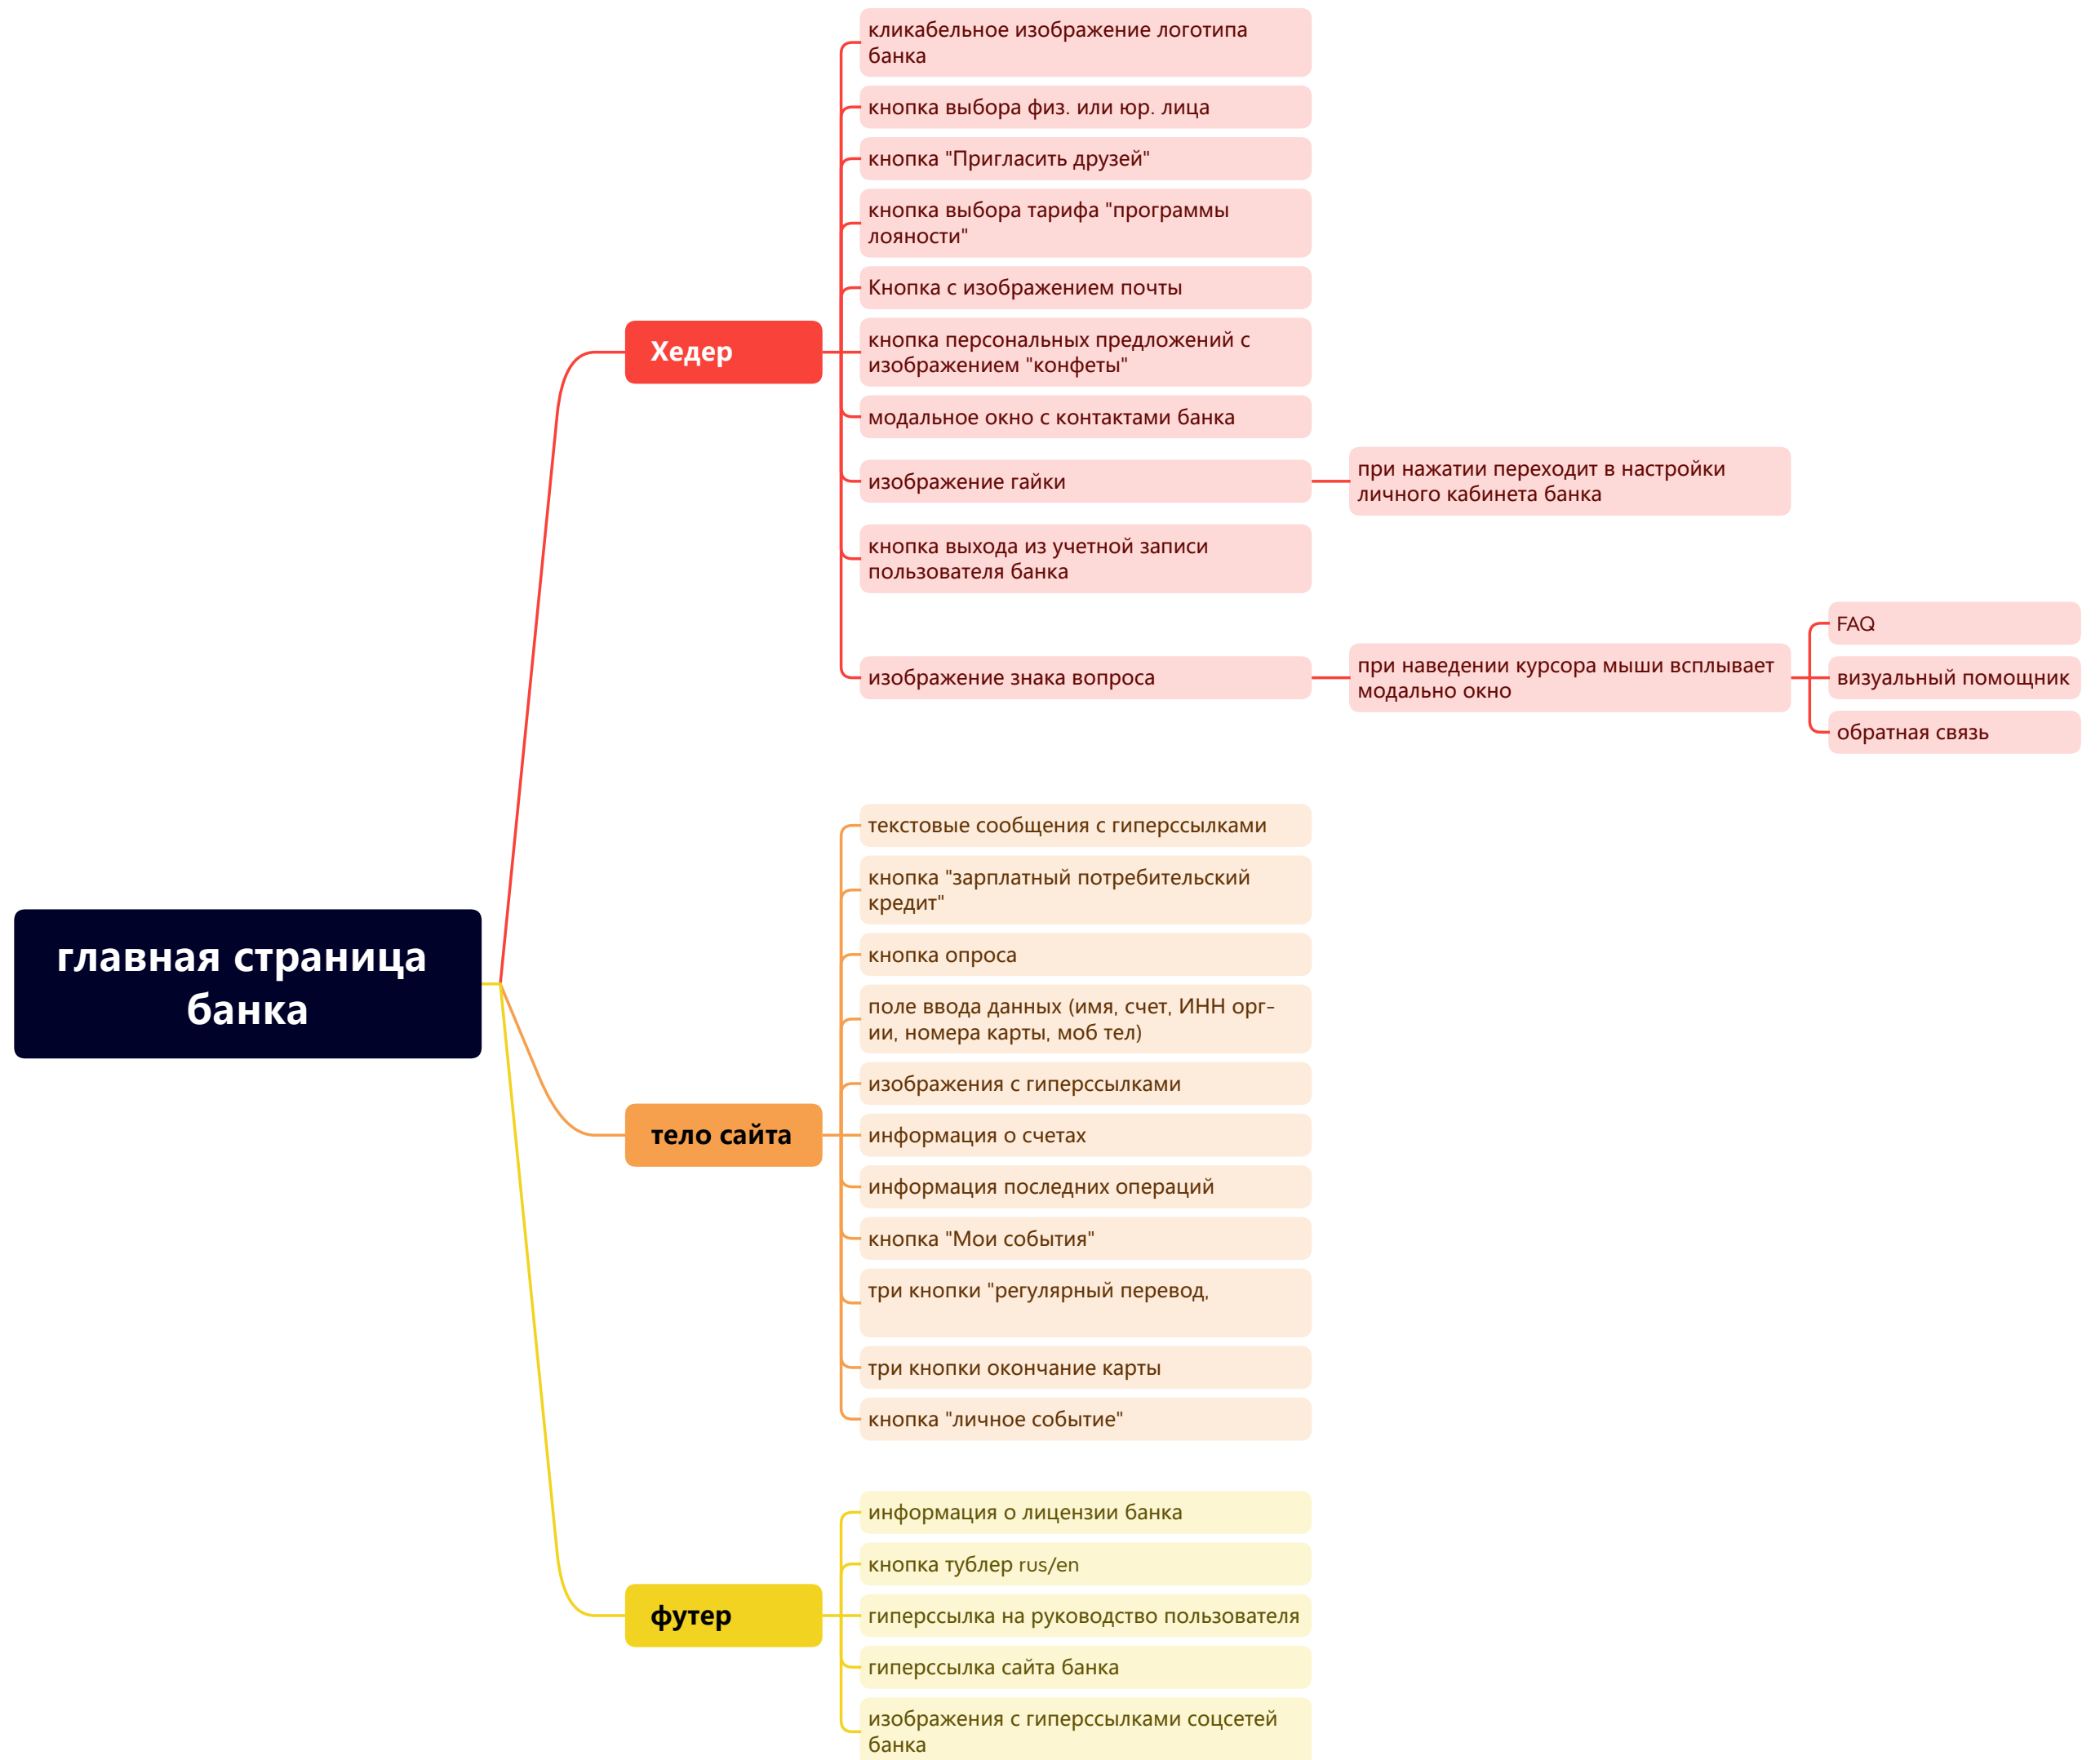 кликабельное изображение логотипа
банка
кнопка выбора физ. или юр. лица
кнопка "Пригласить друзей"
кнопка выбора тарифа "программы
лояности"
Кнопка с изображением почты
Хедер
кнопка персональных предложений с
изображением "конфеты"
модальное окно с контактами банка
изображение гайки
при нажатии переходит в настройки
личного кабинета банка
кнопка выхода из учетной записи
пользователя банка
изображение знака вопроса
при наведении курсора мыши всплывает
модально окно
FAQ
визуальный помощник
обратная связь
главная страница
банка
текстовые сообщения с гиперссылками
кнопка "зарплатный потребительский
кредит"
кнопка опроса
поле ввода данных (имя, счет, ИНН орг-
ии, номера карты, моб тел)
изображения с гиперссылками
тело сайта
информация о счетах
информация последних операций
кнопка "Мои события"
три кнопки "регулярный перевод,
три кнопки окончание карты
кнопка "личное событие"
информация о лицензии банка
кнопка тублер rus/en
футер
гиперссылка на руководство пользователя
гиперссылка сайта банка
изображения с гиперссылками соцсетей
банка